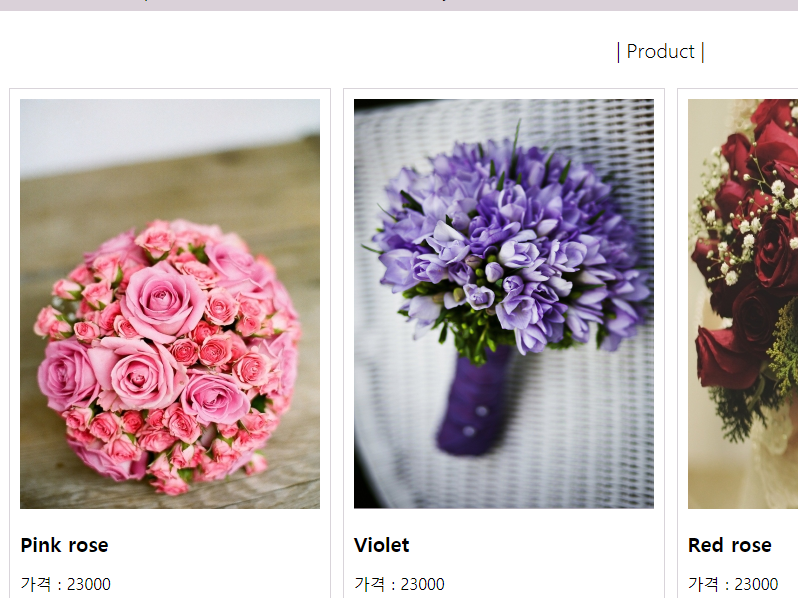 | Product |
Pink rose
Violet
Red rose
가격 : 23000
가격 : 23000
가격 : 23000